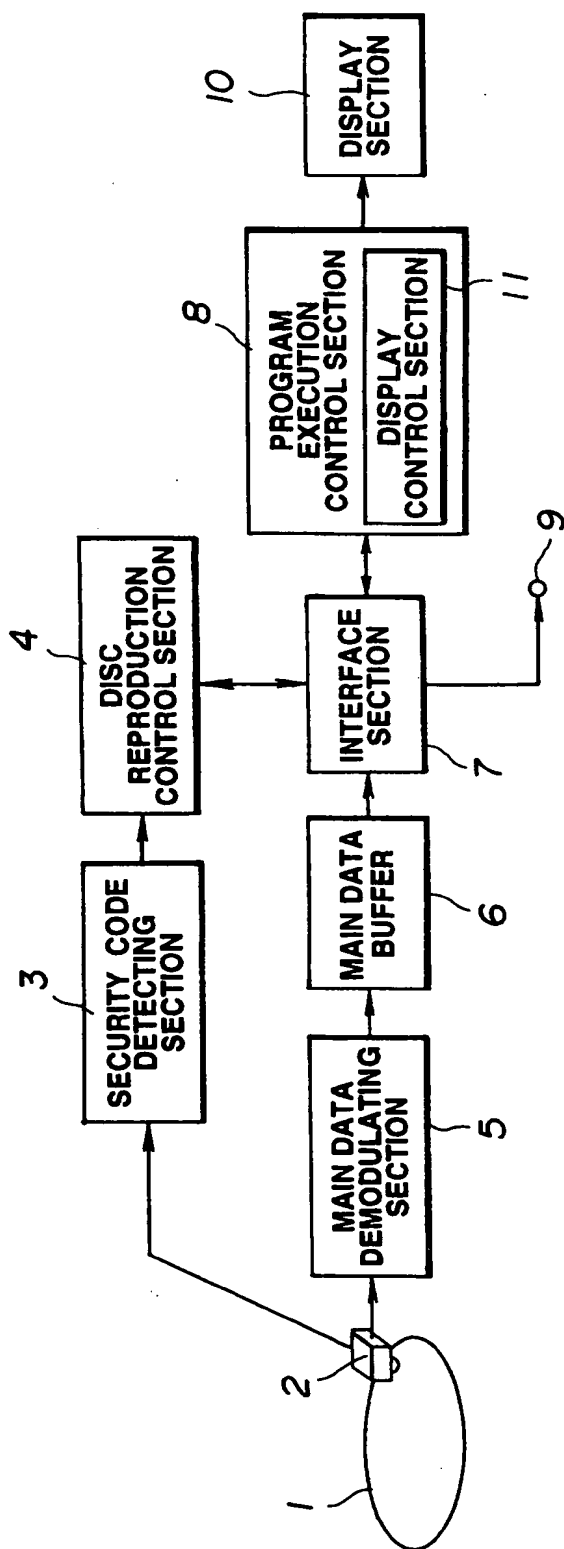 1
2
3
SECURITY CODE
DETECTING
SECTION
4
DISC
REPRODUCTION
CONTROL SECTION
5
MAIN DATA
DEMODULATING
SECTION
6
MAIN DATA
BUFFER
7
INTERFACE
SECTION
8
PROGRAM
EXECUTION
CONTROL SECTION
DISPLAY
CONTROL SECTION
11
9
10
DISPLAY
SECTION